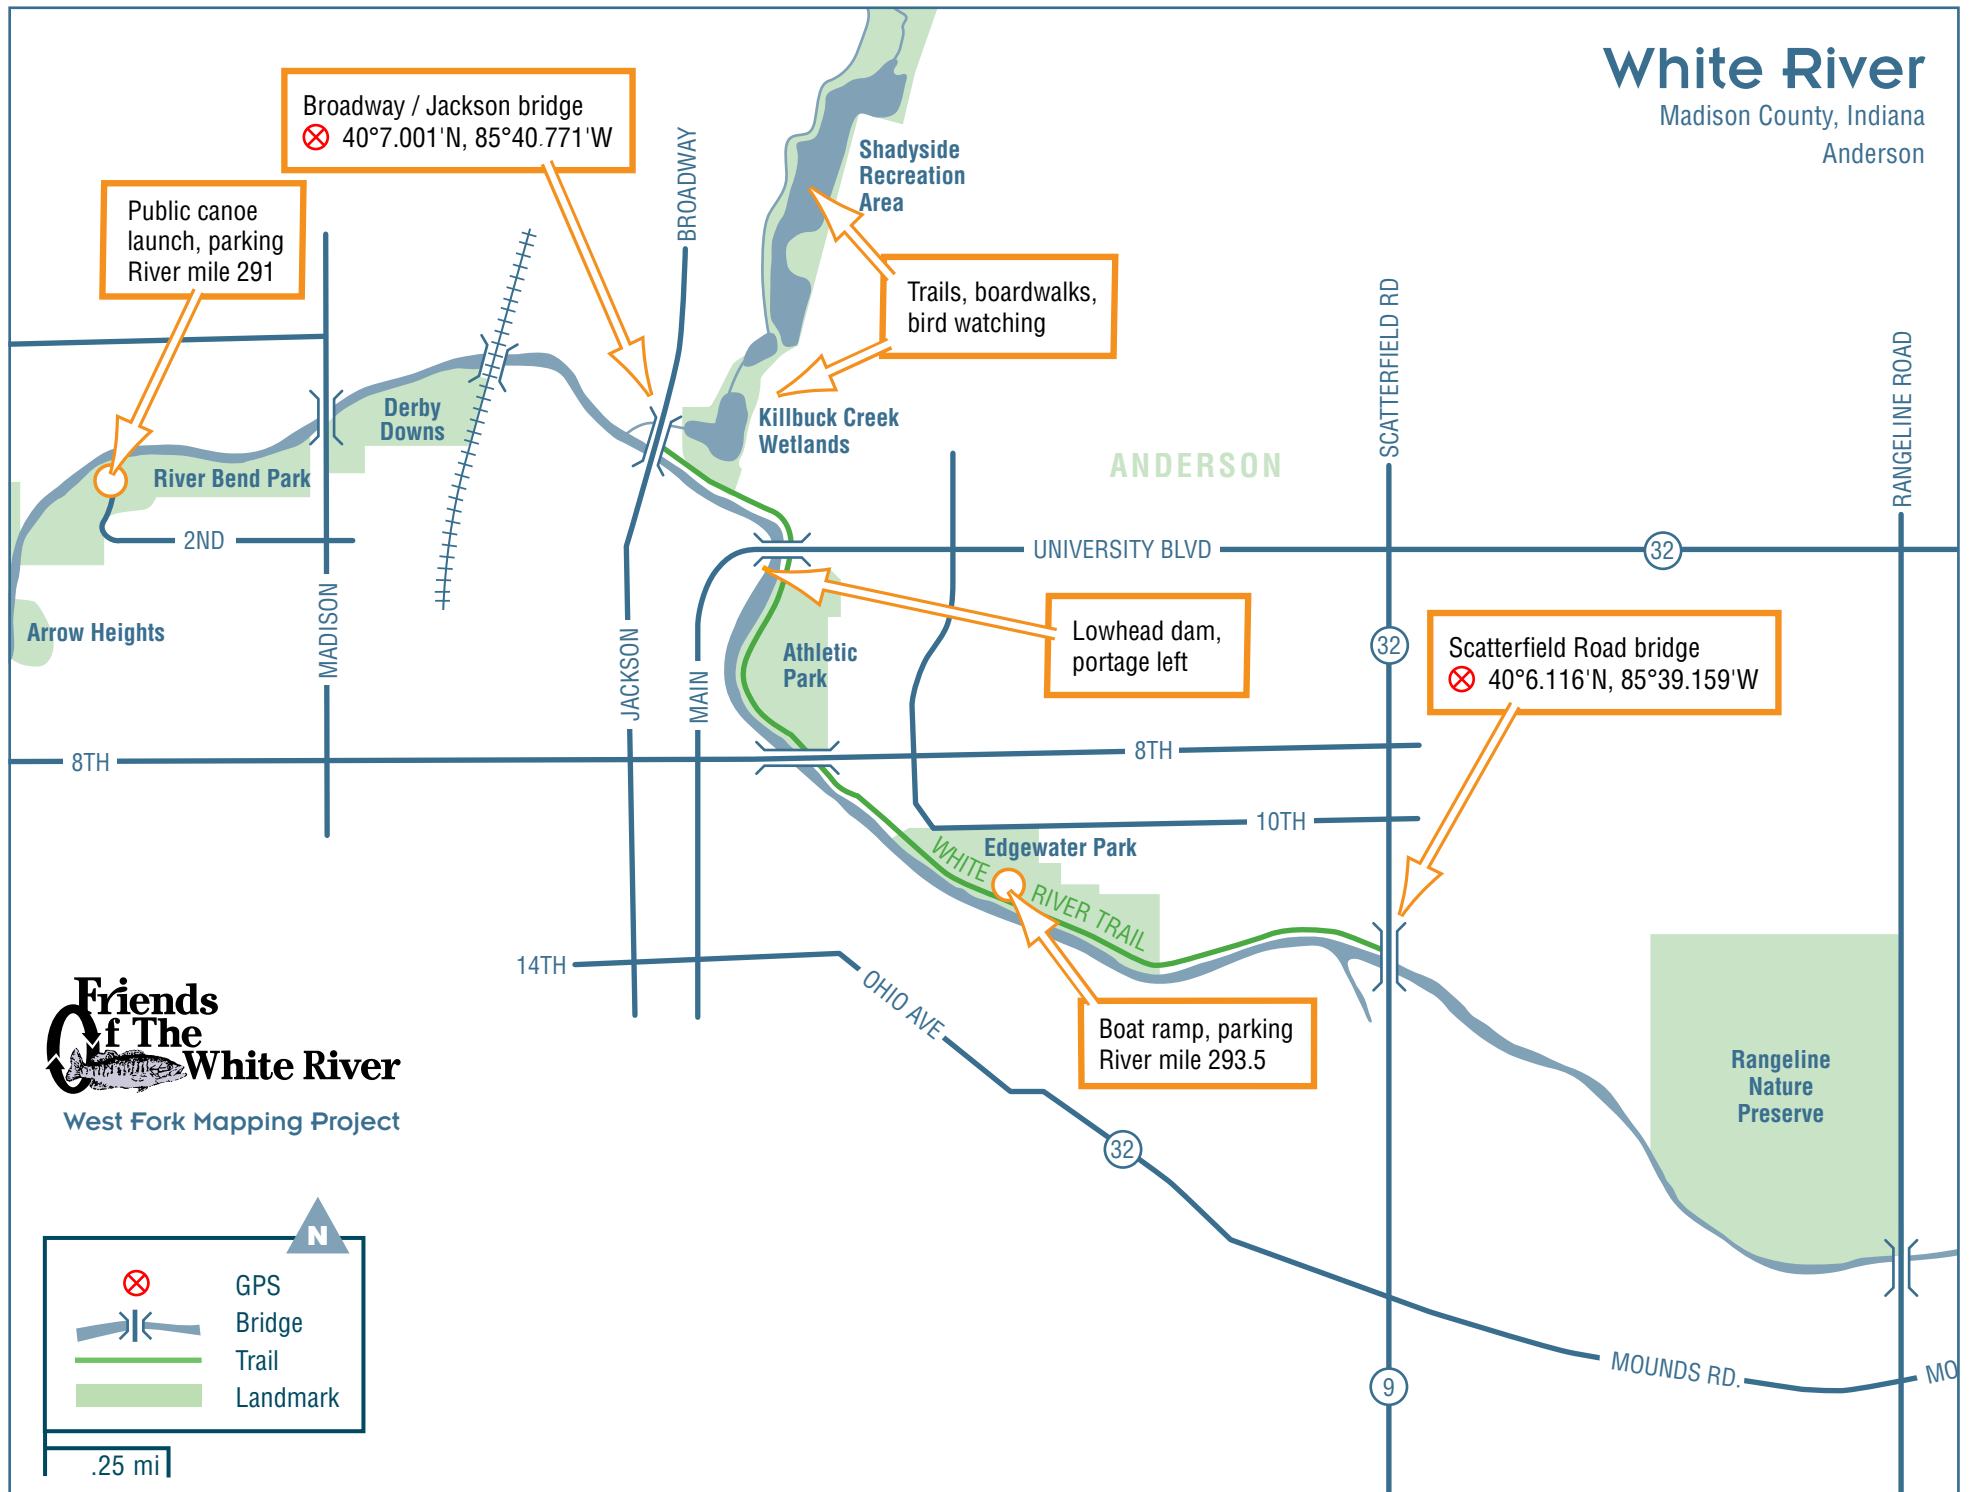 White River
Madison County, Indiana
Anderson
Broadway / Jackson bridge
40°7.001'N, 85°40.771'W
Public canoe
launch, parking
River mile 291
BROADWAY
Shadyside
Recreation
Area
Trails, boardwalks,
bird watching
SCATTERFIELD RD
RANGELINE ROAD
Derby
Downs
Killbuck Creek
Wetlands
ANDERSON
River Bend Park
2ND
UNIVERSITY BLVD
32
Arrow Heights
MADISON
JACKSON
MAIN
Athletic
Park
Lowhead dam,
portage left
32
Scatterfield Road bridge
40°6.116'N, 85°39.159'W
8TH
8TH
10TH
Edgewater Park
WHITE RIVER TRAIL
14TH
OHIO AVE
Boat ramp, parking
River mile 293.5
Friends
Of The
White River
West Fork Mapping Project
Rangeline
Nature
Preserve
32
N
GPS
Bridge
Trail
Landmark
.25 mi
MOUNDS RD.
MO
9